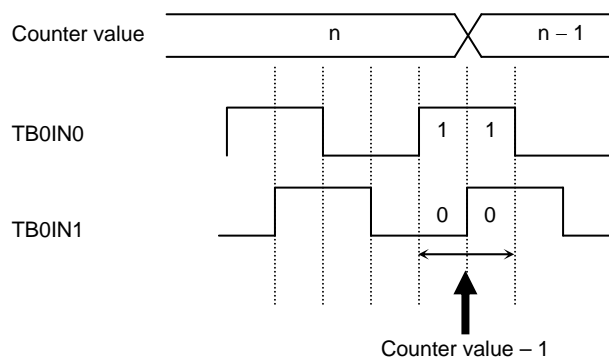 Counter value n n − 1
TB0IN0 1 1
TB0IN1 0 0
Counter value – 1